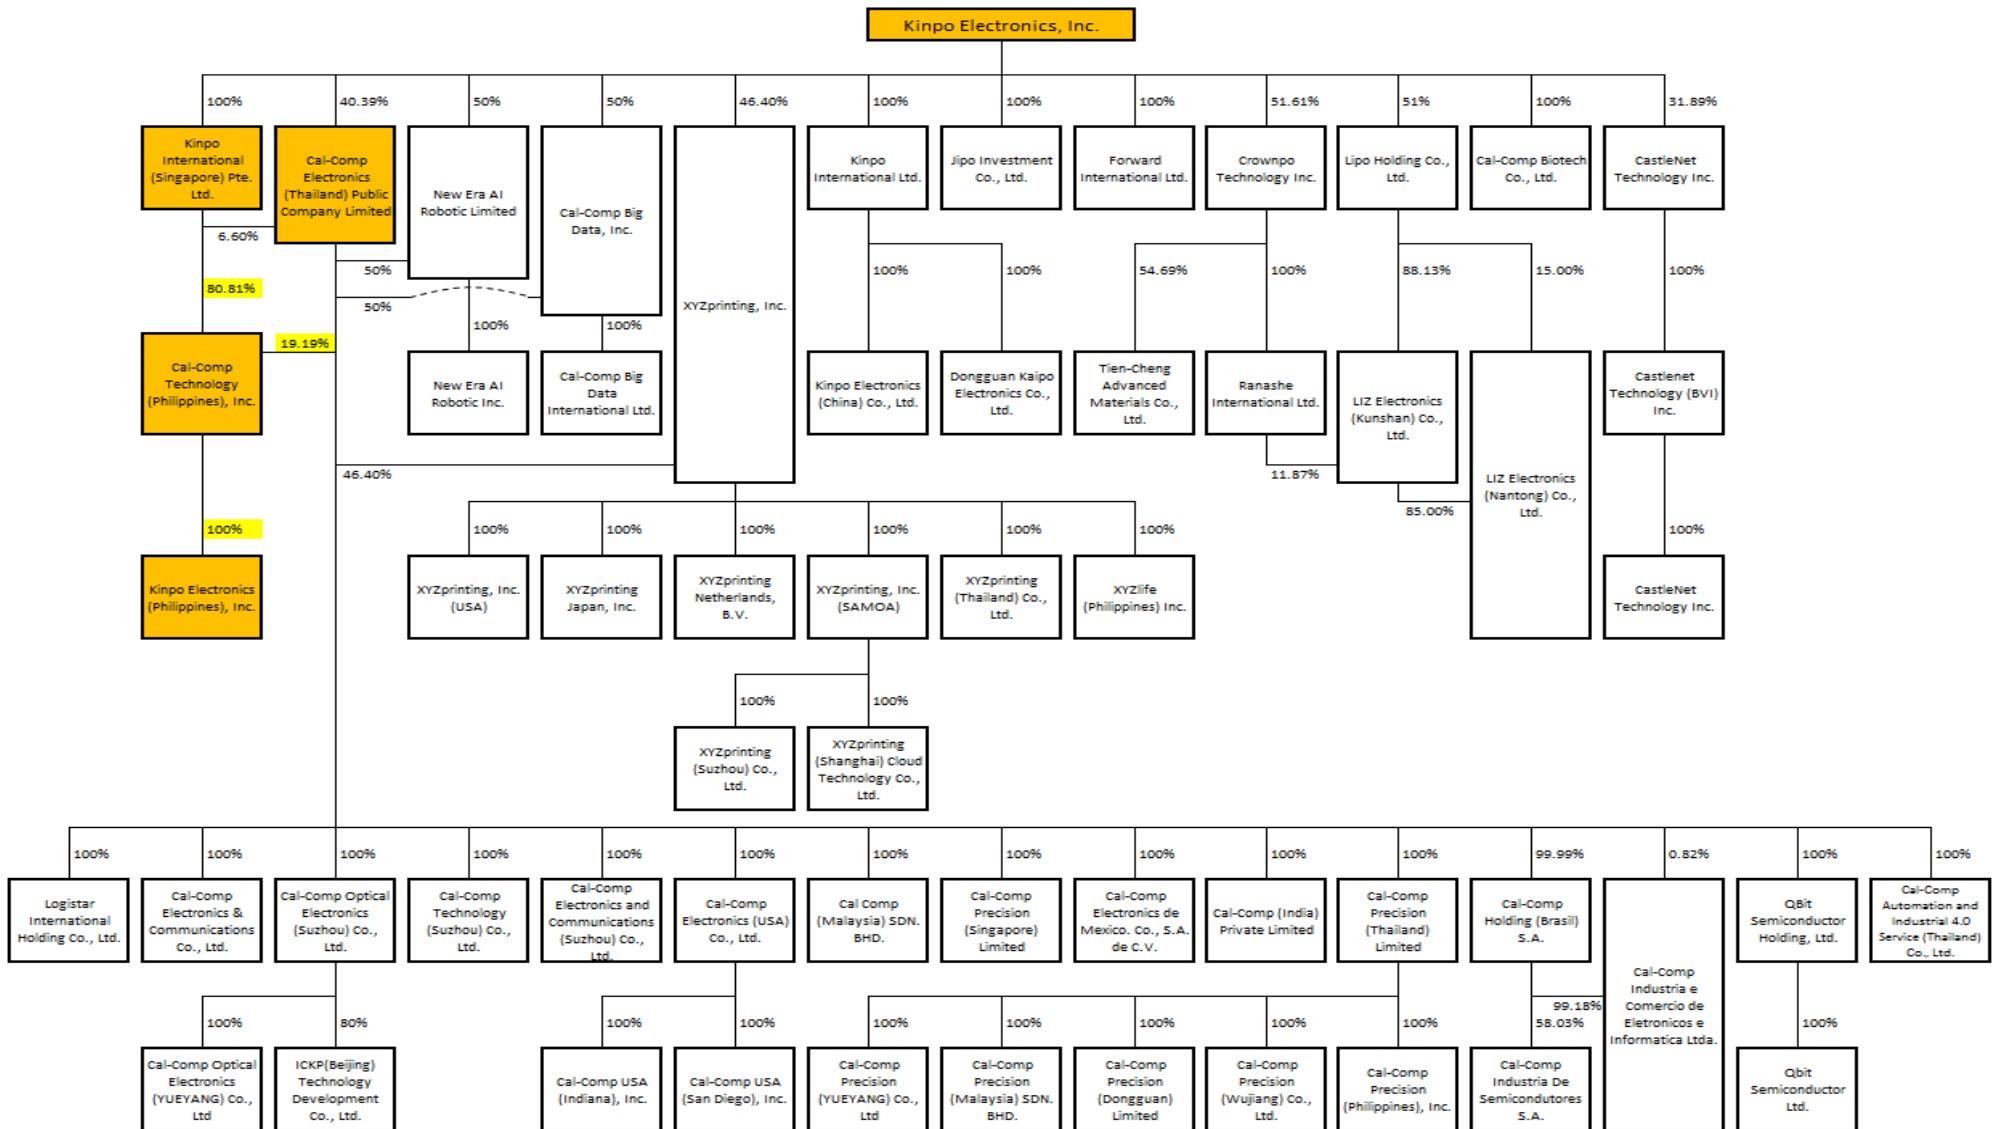 Kinpo Electronics, Inc.
100%
40.39%
50%
50%
46.40%
100%
100%
100%
51.61%
51%
100%
31.89%
Kinpo
International
(Singapore) Pte.
Ltd.
Cal-Comp
Electronics
(Thailand) Public
Company Limited
New Era AI
Robotic Limited
Cal-Comp Big
Data, Inc.
XYZprinting, Inc.
Kinpo
International Ltd.
Jipo Investment
Co., Ltd.
Forward
International Ltd.
Crownpo
Technology Inc.
Lipo Holding Co.,
Ltd.
Cal-Comp Biotech
Co., Ltd.
CastleNet
Technology Inc.
6.60%
50%
50%
80.81%
19.19%
100%
100%
100%
100%
54.69%
100%
88.13%
15.00%
100%
Cal-Comp
Technology
(Philippines), Inc.
New Era AI
Robotic Inc.
Cal-Comp Big
Data
International Ltd.
Kinpo Electronics
(China) Co., Ltd.
Dongguan Kaipo
Electronics Co.,
Ltd.
Tien-Cheng
Advanced
Materials Co.,
Ltd.
Ranashe
International Ltd.
LIZ Electronics
(Kunshan) Co.,
Ltd.
LIZ Electronics
(Nantong) Co.,
Ltd.
Castlenet
Technology (BVI)
Inc.
46.40%
11.87%
85.00%
100%
100%
100%
100%
100%
100%
100%
100%
Kinpo Electronics
(Philippines), Inc.
XYZprinting, Inc.
(USA)
XYZprinting
Japan, Inc.
XYZprinting
Netherlands,
B.V.
XYZprinting, Inc.
(SAMOA)
XYZprinting
(Thailand) Co.,
Ltd.
XYZlife
(Philippines) Inc.
CastleNet
Technology Inc.
100%
100%
XYZprinting
(Suzhou) Co.,
Ltd.
XYZprinting
(Shanghai) Cloud
Technology Co.,
Ltd.
100%
100%
100%
100%
100%
100%
100%
100%
100%
100%
100%
99.99%
0.82%
100%
100%
Logistar
International
Holding Co., Ltd.
Cal-Comp
Electronics &
Communications
Co., Ltd.
Cal-Comp Optical
Electronics
(Suzhou) Co.,
Ltd.
Cal-Comp
Technology
(Suzhou) Co.,
Ltd.
Cal-Comp
Electronics and
Communications
(Suzhou) Co.,
Ltd.
Cal-Comp
Electronics (USA)
Co., Ltd.
Cal Comp
(Malaysia) SDN.
BHD.
Cal-Comp
Precision
(Singapore)
Limited
Cal-Comp
Electronics de
Mexico. Co., S.A.
de C.V.
Cal-Comp (India)
Private Limited
Cal-Comp
Precision
(Thailand)
Limited
Cal-Comp
Holding (Brasil)
S.A.
Cal-Comp
Industria e
Comercio de
Eletronicos e
Informatica Ltda.
QBit
Semiconductor
Holding, Ltd.
Cal-Comp
Automation and
Industrial 4.0
Service (Thailand)
Co., Ltd.
100%
80%
100%
100%
100%
100%
100%
100%
100%
99.18%
58.03%
100%
Cal-Comp Optical
Electronics
(YUEYANG) Co.,
Ltd
ICKP(Beijing)
Technology
Development
Co., Ltd.
Cal-Comp USA
(Indiana), Inc.
Cal-Comp USA
(San Diego), Inc.
Cal-Comp
Precision
(YUEYANG) Co.,
Ltd
Cal-Comp
Precision
(Malaysia) SDN.
BHD.
Cal-Comp
Precision
(Dongguan)
Limited
Cal-Comp
Precision
(Wujiang) Co.,
Ltd.
Cal-Comp
Precision
(Philippines), Inc.
Cal-Comp
Industria De
Semicondutores
S.A.
Qbit
Semiconductor
Ltd.